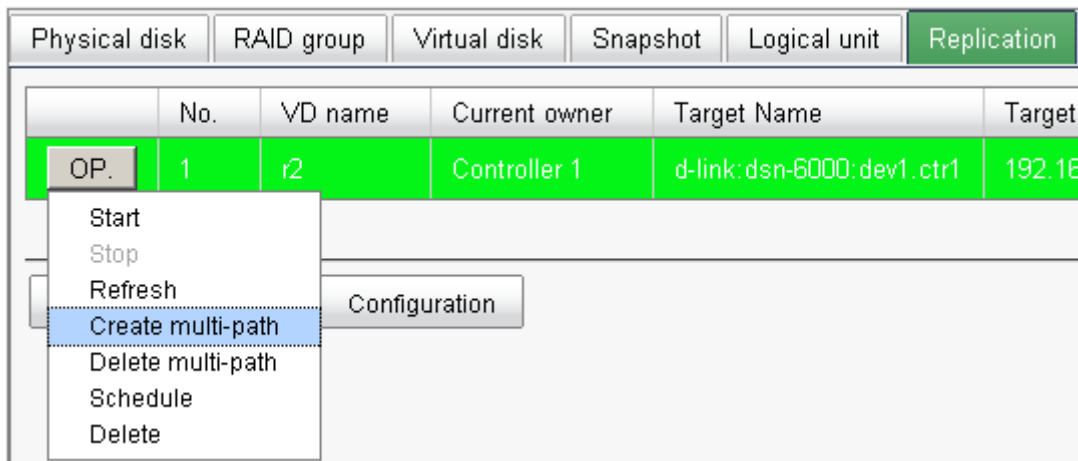 Physical disk RAID group Virtual disk Snapshot Logical unit Replication
No. VD name Current owner Target Name Target
OP. 1 r2 Controller 1 d-link:dsn-6000:dev1.ctr1 192.16
Start
Stop
Refresh
Configuration
Create multi-path
Delete multi-path
Schedule
Delete